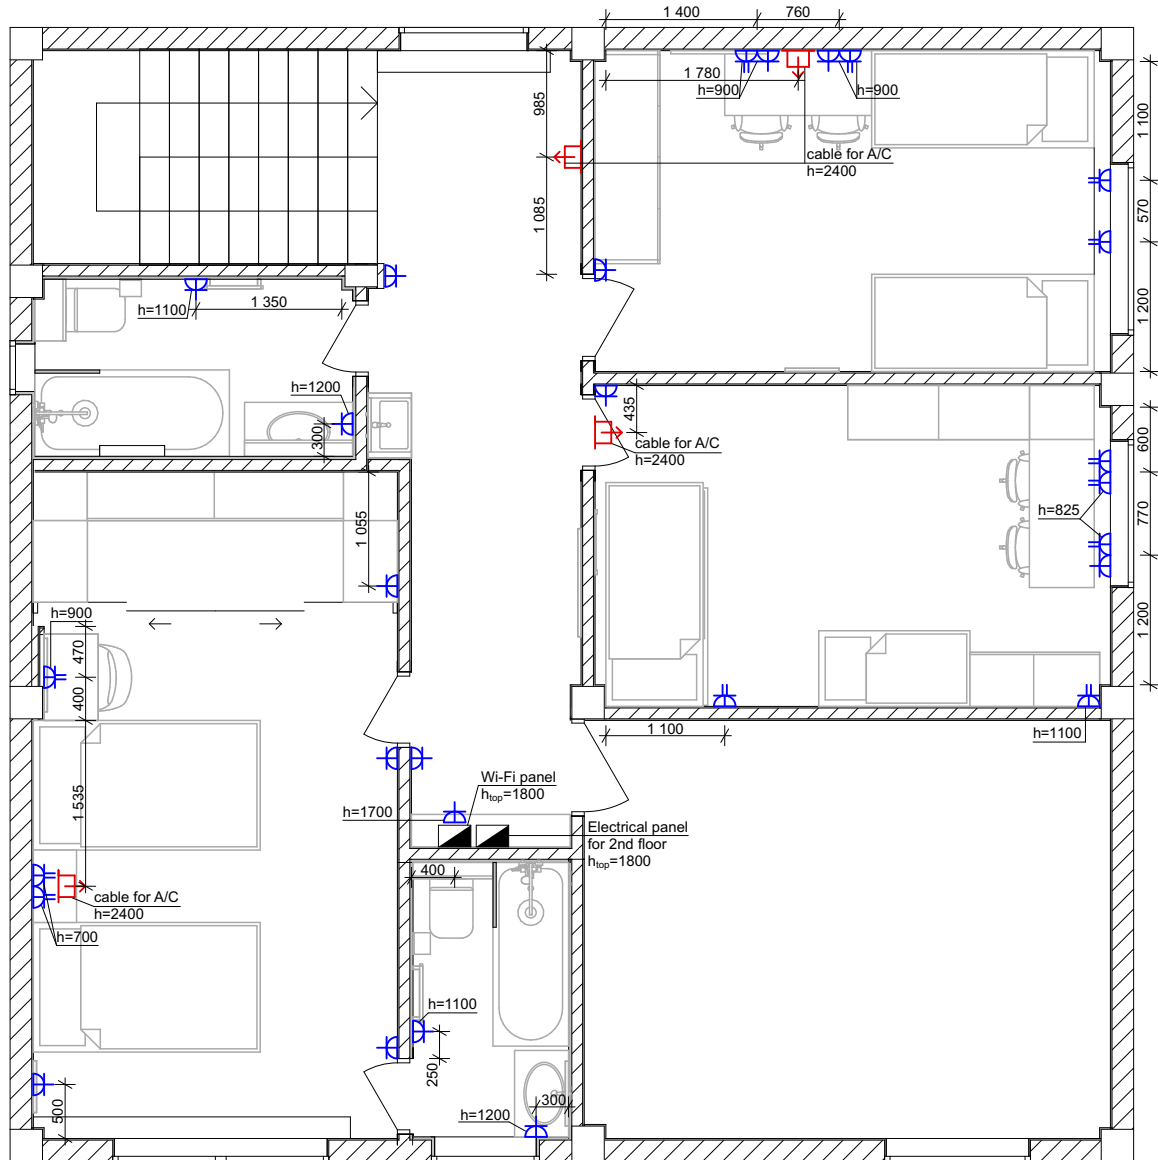 1 400
760
1 780
h=900
h=900
985
1 100
cable for A/C
h=2400
570
1 085
h=1100
1 350
1 200
h=1200
300
435
cable for A/C
h=2400
600
1 055
h=825
770
h=900
470
400
1 200
1 100
h=1100
1 535
Wi-Fi panel
htop=1800
h=1700
Electrical panel
for 2nd floor
htop=1800
400
cable for A/C
h=2400
h=700
h=1100
250
500
300
h=1200